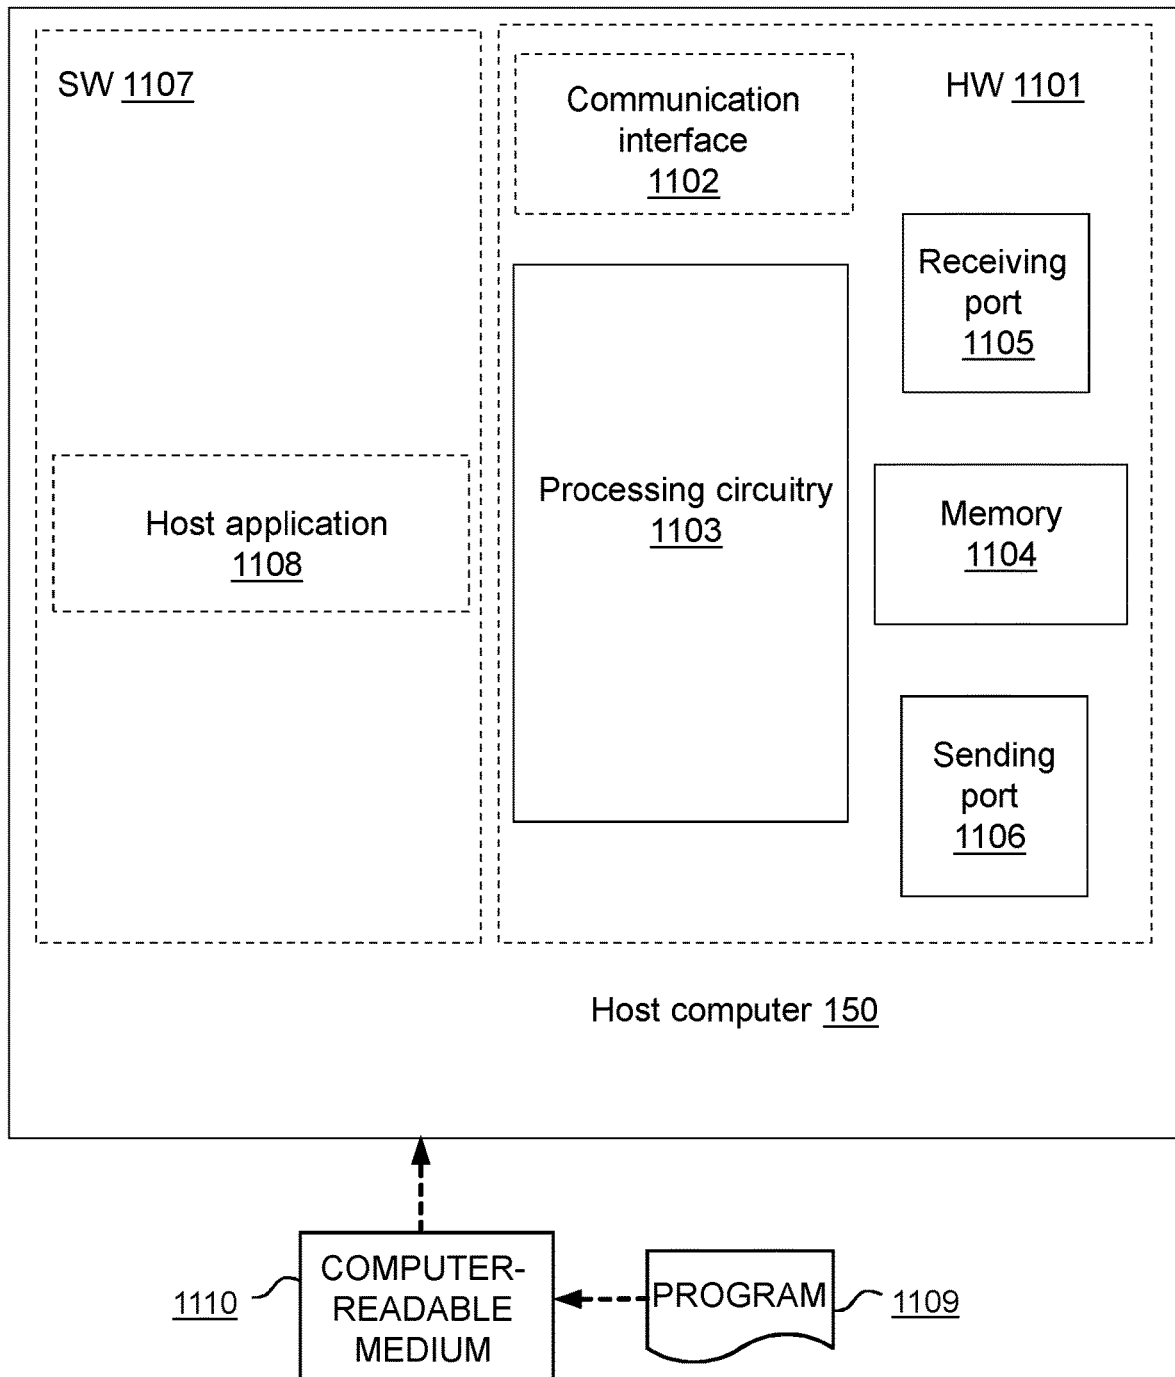 SW 1107
HW 1101
Communication
interface
1102
Receiving
port
1105
Processing circuitry
1103
Memory
1104
Host application
1108
Sending
port
1106
Host computer 150
COMPUTER-
READABLE
MEDIUM
1110
PROGRAM
1109